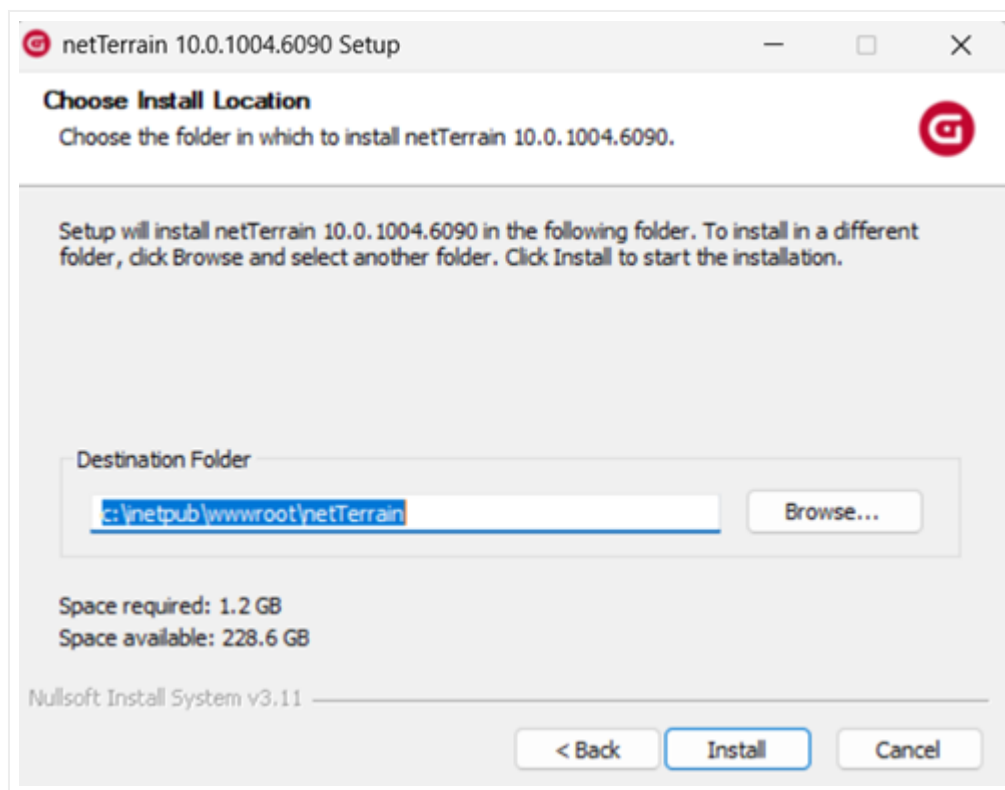 netTerrain 10.0.1004.6090 Setup
Choose Install Location
Choose the folder in which to install netTerrain 10.0.1004.6090.
Setup will install netTerrain 10.0.1004.6090 in the following folder. To install in a different
folder, click Browse and select another folder. Click Install to start the installation.
Destination Folder
c:\inetpub\wwwroot\netTerrain
Browse...
Space required: 1.2 GB
Space available: 228.6 GB
Nullsoft Install System v3.11
< Back
Install
Cancel